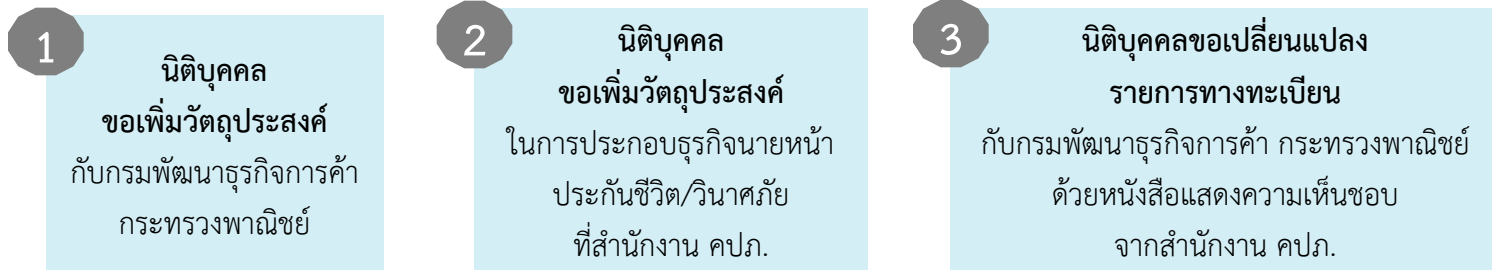 1
นิติบุคคล
ขอเพิ่มวัตถุประสงค์
กับกรมพัฒนาธุรกิจการค้า
กระทรวงพาณิชย์
2
นิติบุคคล
ขอเพิ่มวัตถุประสงค์
ในการประกอบธุรกิจนายหน้า
ประกันชีวิต/วินาศภัย
ที่สำนักงาน คปภ.
3
นิติบุคคลขอเปลี่ยนแปลง
รายการทางทะเบียน
กับกรมพัฒนาธุรกิจการค้า กระทรวงพาณิชย์
ด้วยหนังสือแสดงความเห็นชอบ
จากสำนักงาน คปภ.